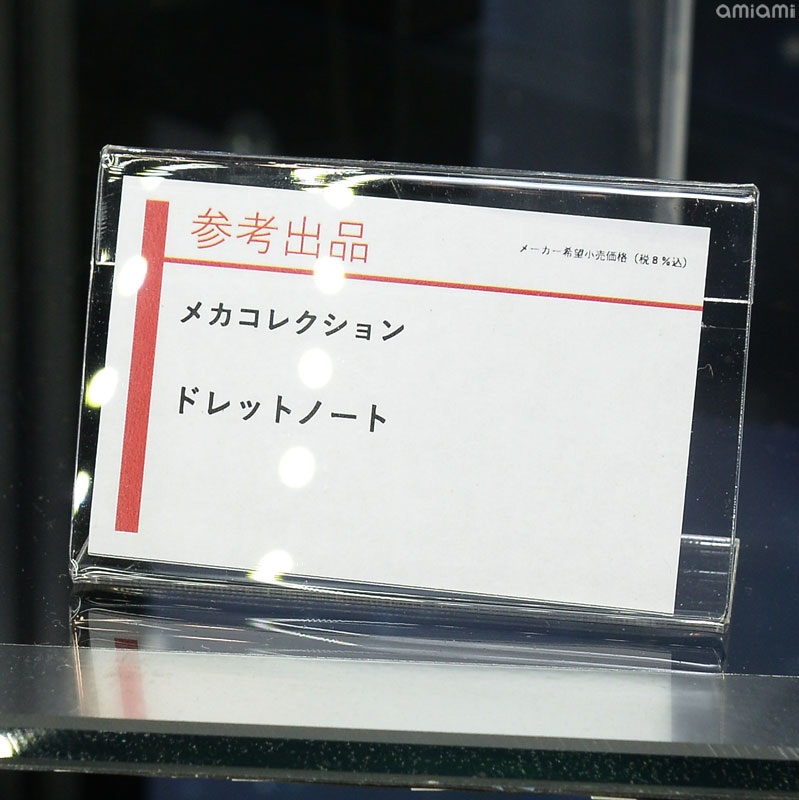 amiami
参考出品
メーカー希望小売価格（税8%込）
メカコレクション
ドレットノート